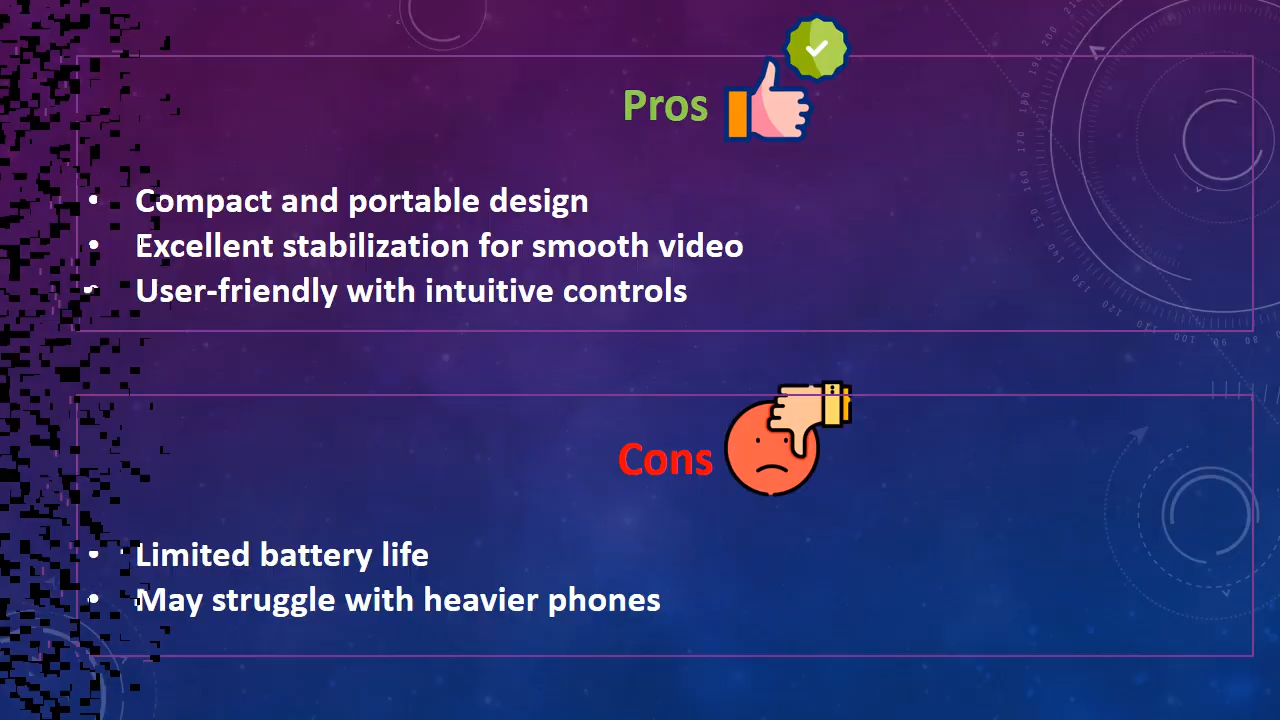 Pros
• Compact and portable design
• Excellent stabilization for smooth video
• User-friendly with intuitive controls
Cons
• Limited battery life
• May struggle with heavier phones